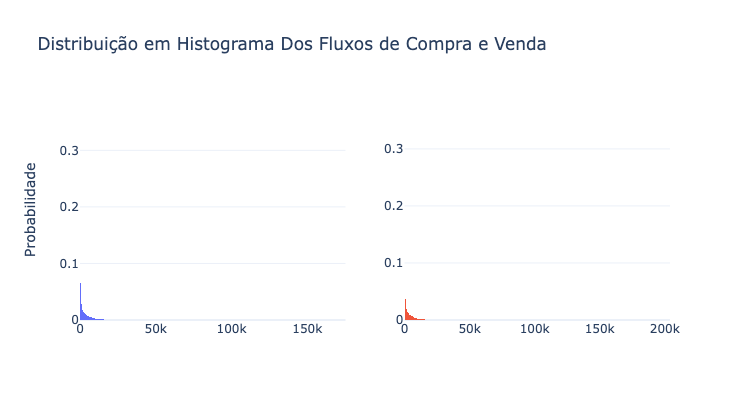 Distribuição em Histograma Dos Fluxos de Compra e Venda
Probabilidade
0.3
0.2
0.1
0
0 50k 100k 150k
0.3
0.2
0.1
0
0 50k 100k 150k 200k